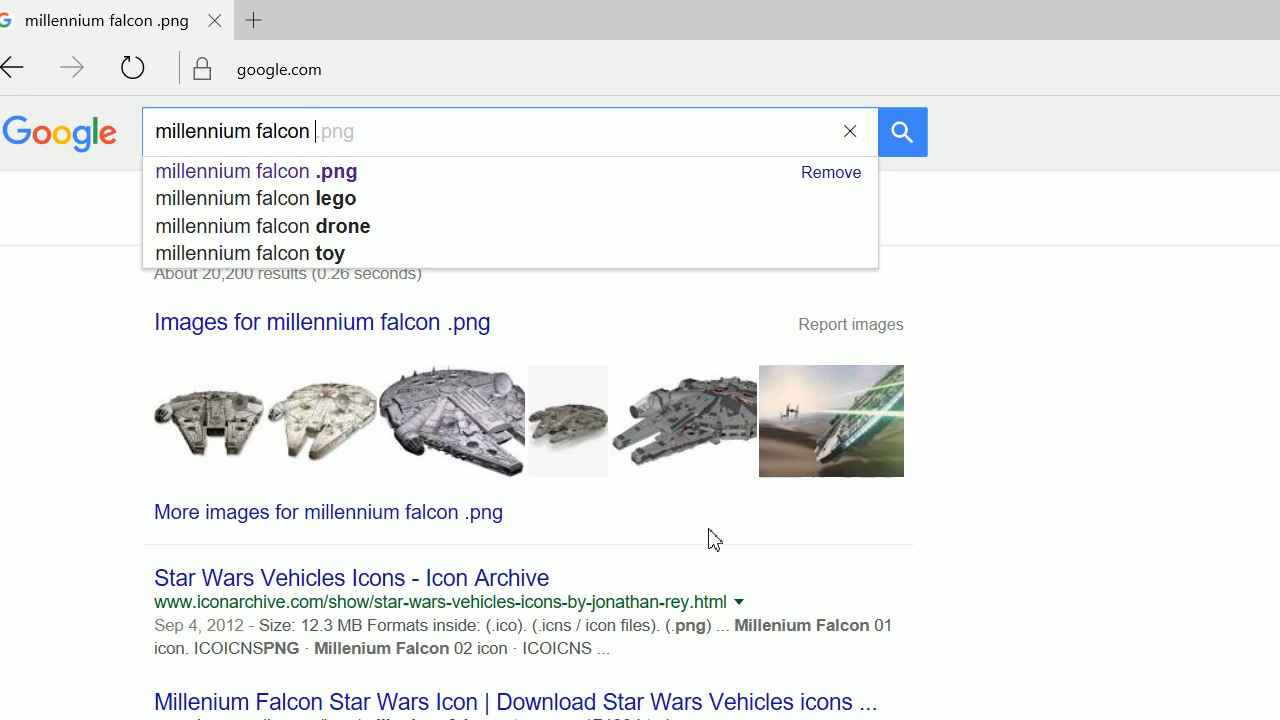 millennium falcon .png
google.com
Google
millennium falcon .png
millennium falcon .png
Remove
millennium falcon lego
millennium falcon drone
millennium falcon toy
About 20,200 results (0.26 seconds)
Images for millennium falcon .png
Report images
More images for millennium falcon .png
Star Wars Vehicles Icons - Icon Archive
www.iconarchive.com/show/star-wars-vehicles-icons-by-jonathan-rey.html
Sep 4, 2012 - Size: 12.3 MB Formats inside: (.ico). (.icns / icon files). (.png) ... Millenium Falcon 01
icon. ICOICNSPNG · Millenium Falcon 02 icon · ICOICNS ...
Millenium Falcon Star Wars Icon | Download Star Wars Vehicles icons ...